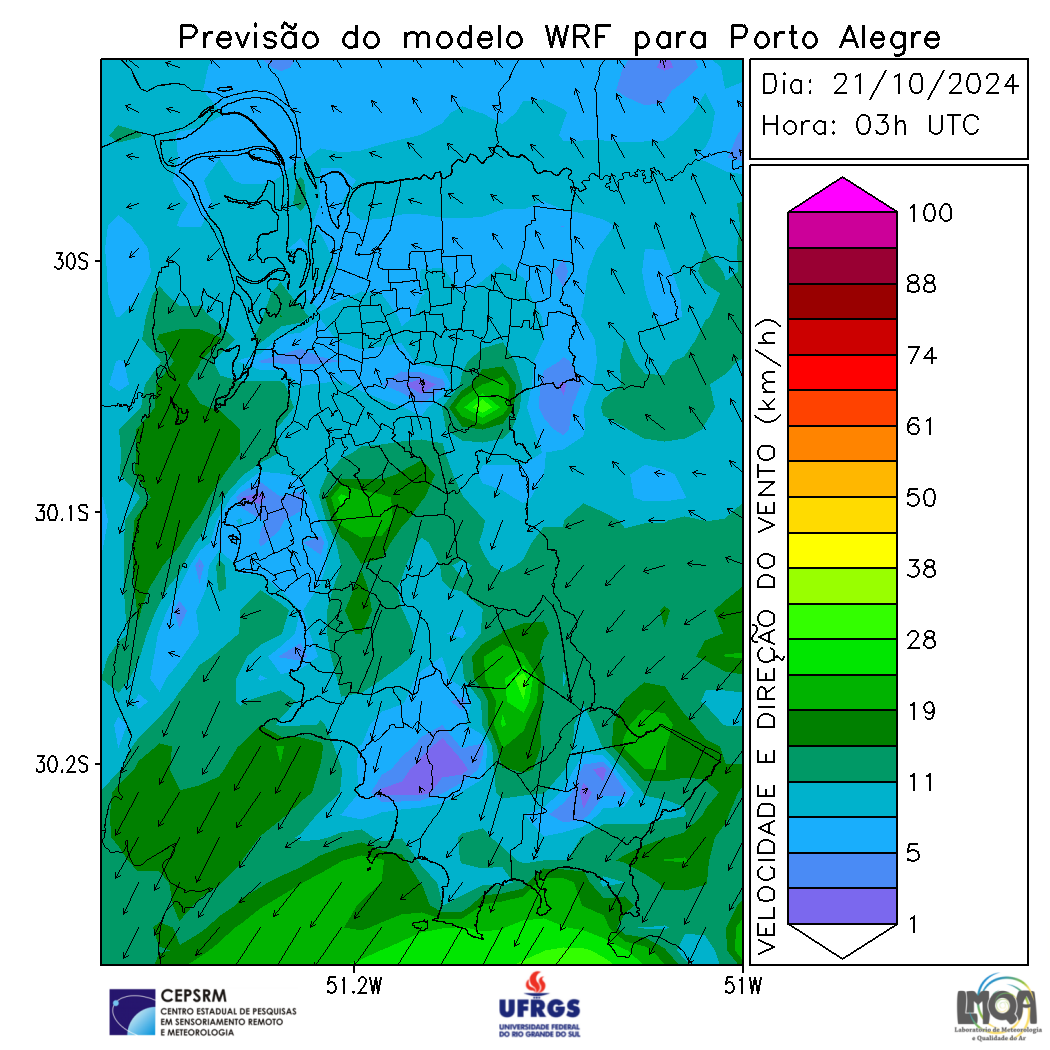 Previsão do modelo WRF para Porto Alegre
Dia: 21/10/2024
Hora: 03h UTC
30S
30.1S
30.2S
51.2W
51W
VELOCIDADE E DIREÇÃO DO VENTO (km/h)
100
88
74
61
50
38
28
19
11
5
1
CEPSRM
CENTRO ESTADUAL DE PESQUISAS
EM SENSORIAMENTO REMOTO
E METEOROLOGIA
UFRGS
UNIVERSIDADE FEDERAL
DO RIO GRANDE DO SUL
LMQA
Laboratório de Meteorologia
e Qualidade do Ar